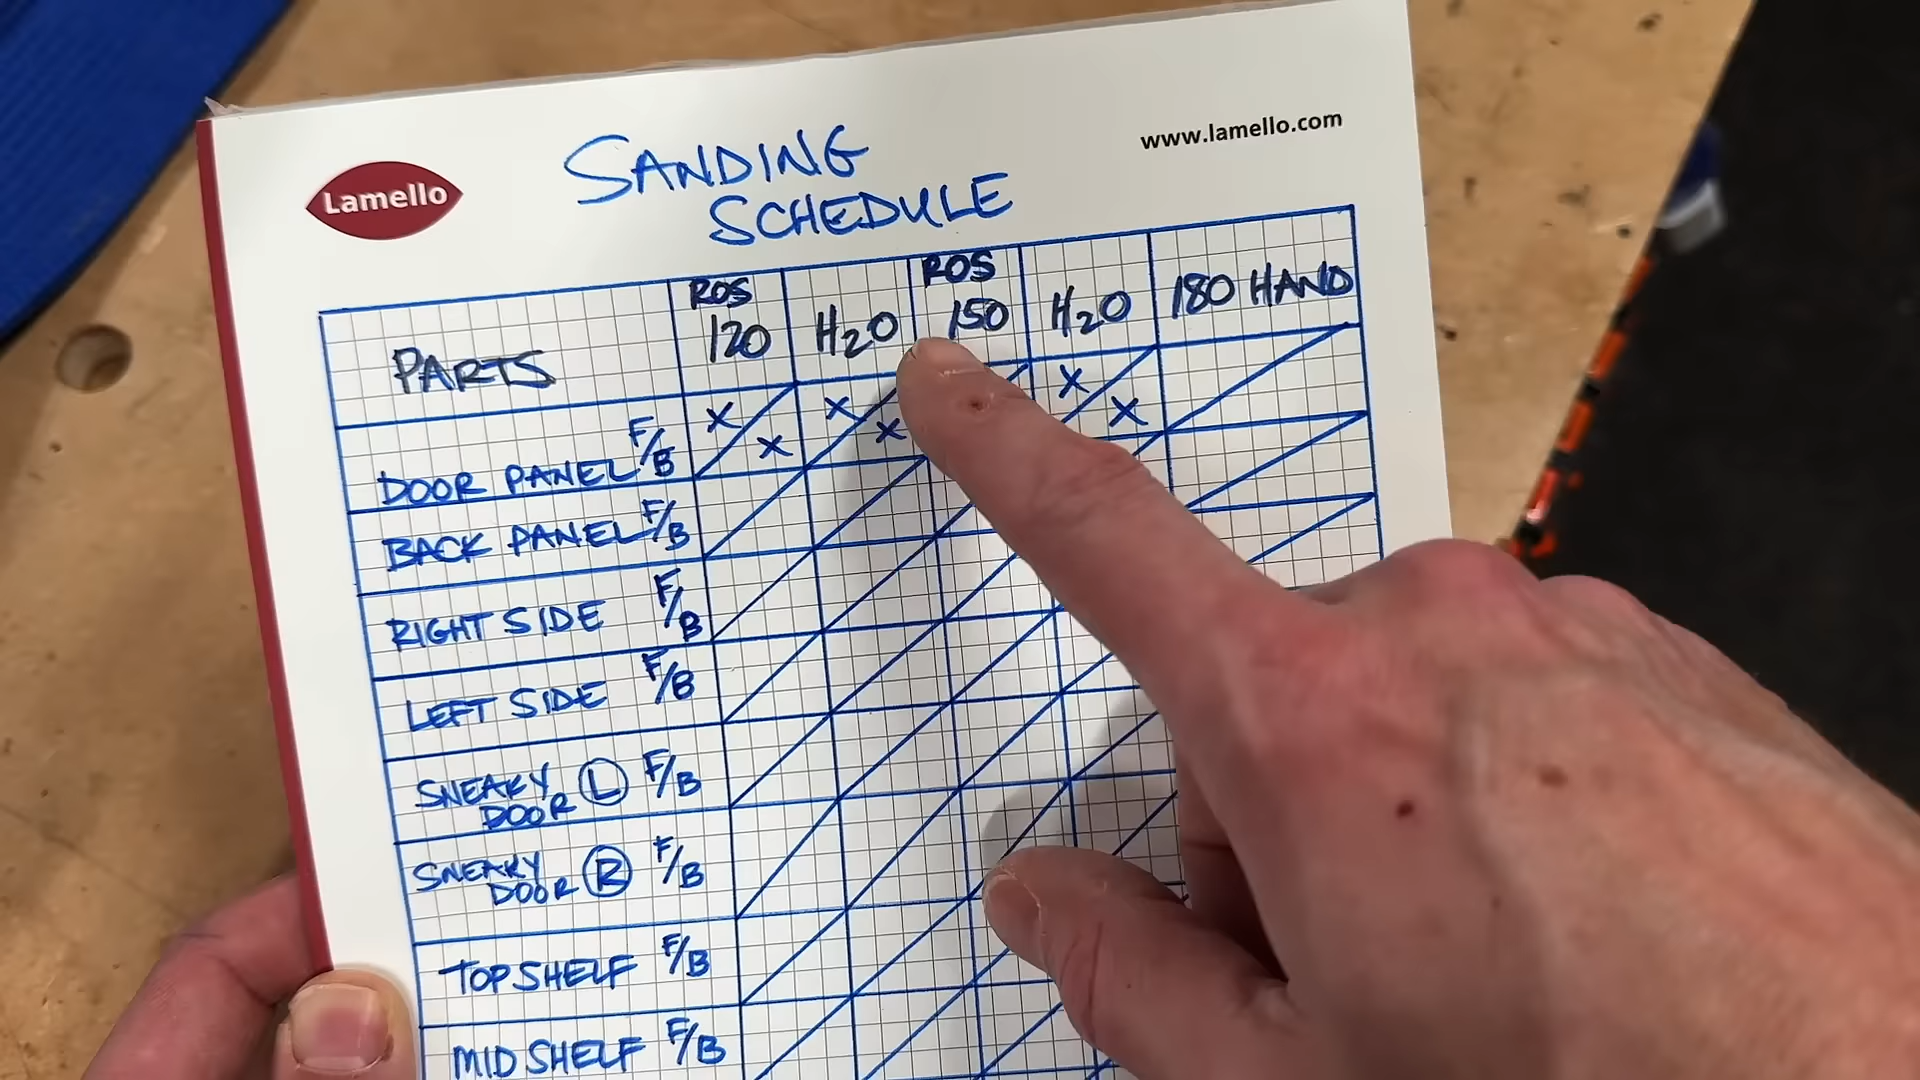 Lamello
www.lamello.com
SANDING
SCHEDULE
PARTS ROS 120 H2O ROS 150 H2O 180 HAND
DOOR PANEL F/B X X X X X X
BACK PANEL F/B
RIGHT SIDE F/B
LEFT SIDE F/B
SNEAKY DOOR L F/B
SNEAKY DOOR R F/B
TOP SHELF F/B
MID SHELF F/B